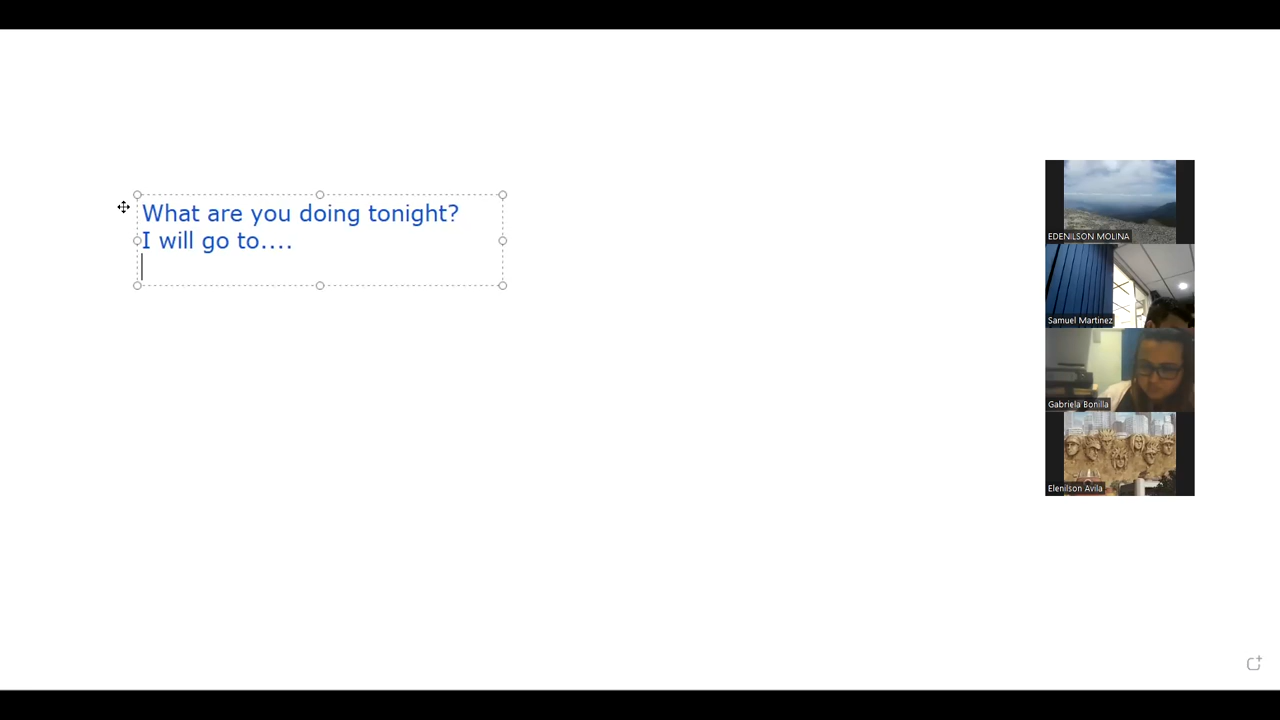 What are you doing tonight?
I will go to....
EDENILSON MOLINA
Samuel Martinez
Gabriela Bonilla
Elenilson Avila